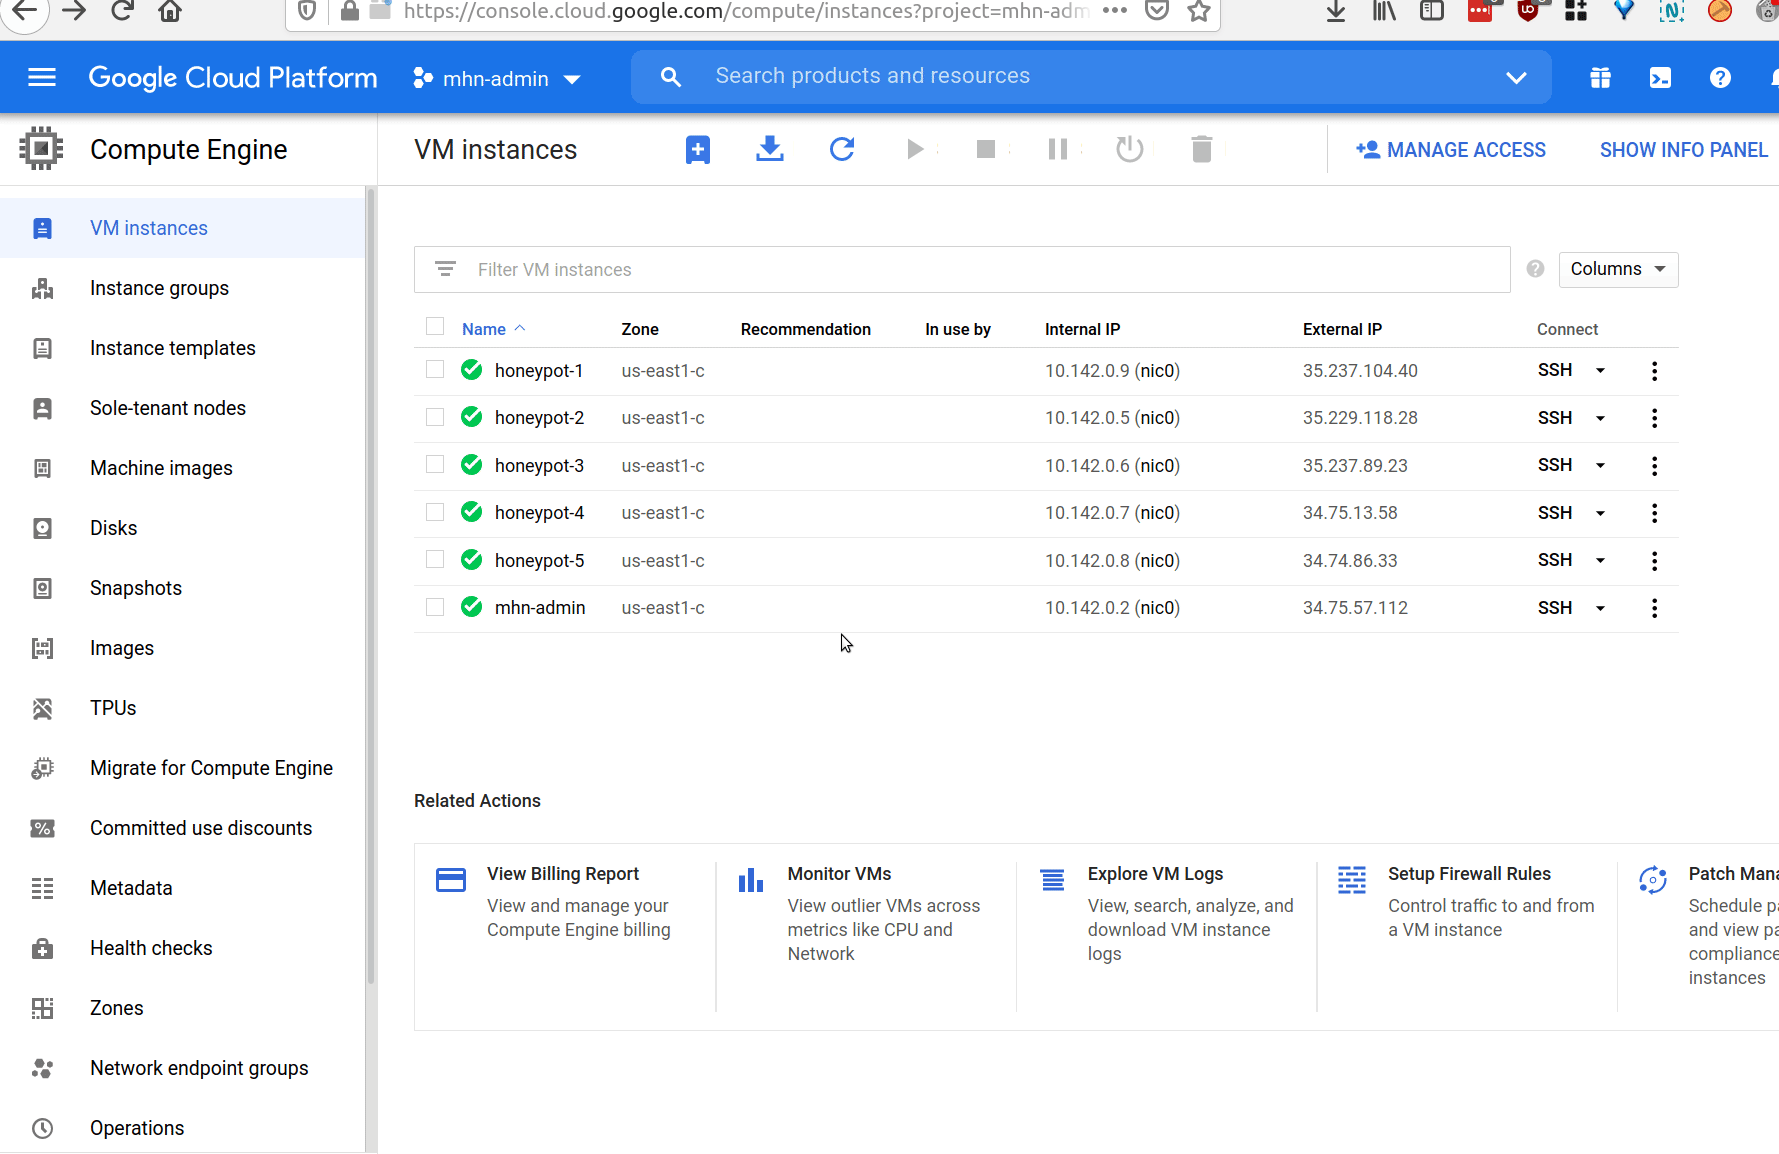 https://console.cloud.google.com/compute/instances?project=mhn-adm
Google Cloud Platform
mhn-admin
Search products and resources
Compute Engine
VM instances
MANAGE ACCESS
SHOW INFO PANEL
VM instances
Instance groups
Instance templates
Sole-tenant nodes
Machine images
Disks
Snapshots
Images
TPUs
Migrate for Compute Engine
Committed use discounts
Metadata
Health checks
Zones
Network endpoint groups
Operations
Filter VM instances
Columns
Name Zone Recommendation In use by Internal IP External IP Connect
honeypot-1 us-east1-c 10.142.0.9 (nic0) 35.237.104.40 SSH
honeypot-2 us-east1-c 10.142.0.5 (nic0) 35.229.118.28 SSH
honeypot-3 us-east1-c 10.142.0.6 (nic0) 35.237.89.23 SSH
honeypot-4 us-east1-c 10.142.0.7 (nic0) 34.75.13.58 SSH
honeypot-5 us-east1-c 10.142.0.8 (nic0) 34.74.86.33 SSH
mhn-admin us-east1-c 10.142.0.2 (nic0) 34.75.57.112 SSH
Related Actions
View Billing Report
View and manage your
Compute Engine billing
Monitor VMs
View outlier VMs across
metrics like CPU and
Network
Explore VM Logs
View, search, analyze, and
download VM instance
logs
Setup Firewall Rules
Control traffic to and from
a VM instance
Patch Mana
Schedule pa
and view pa
compliance
instances